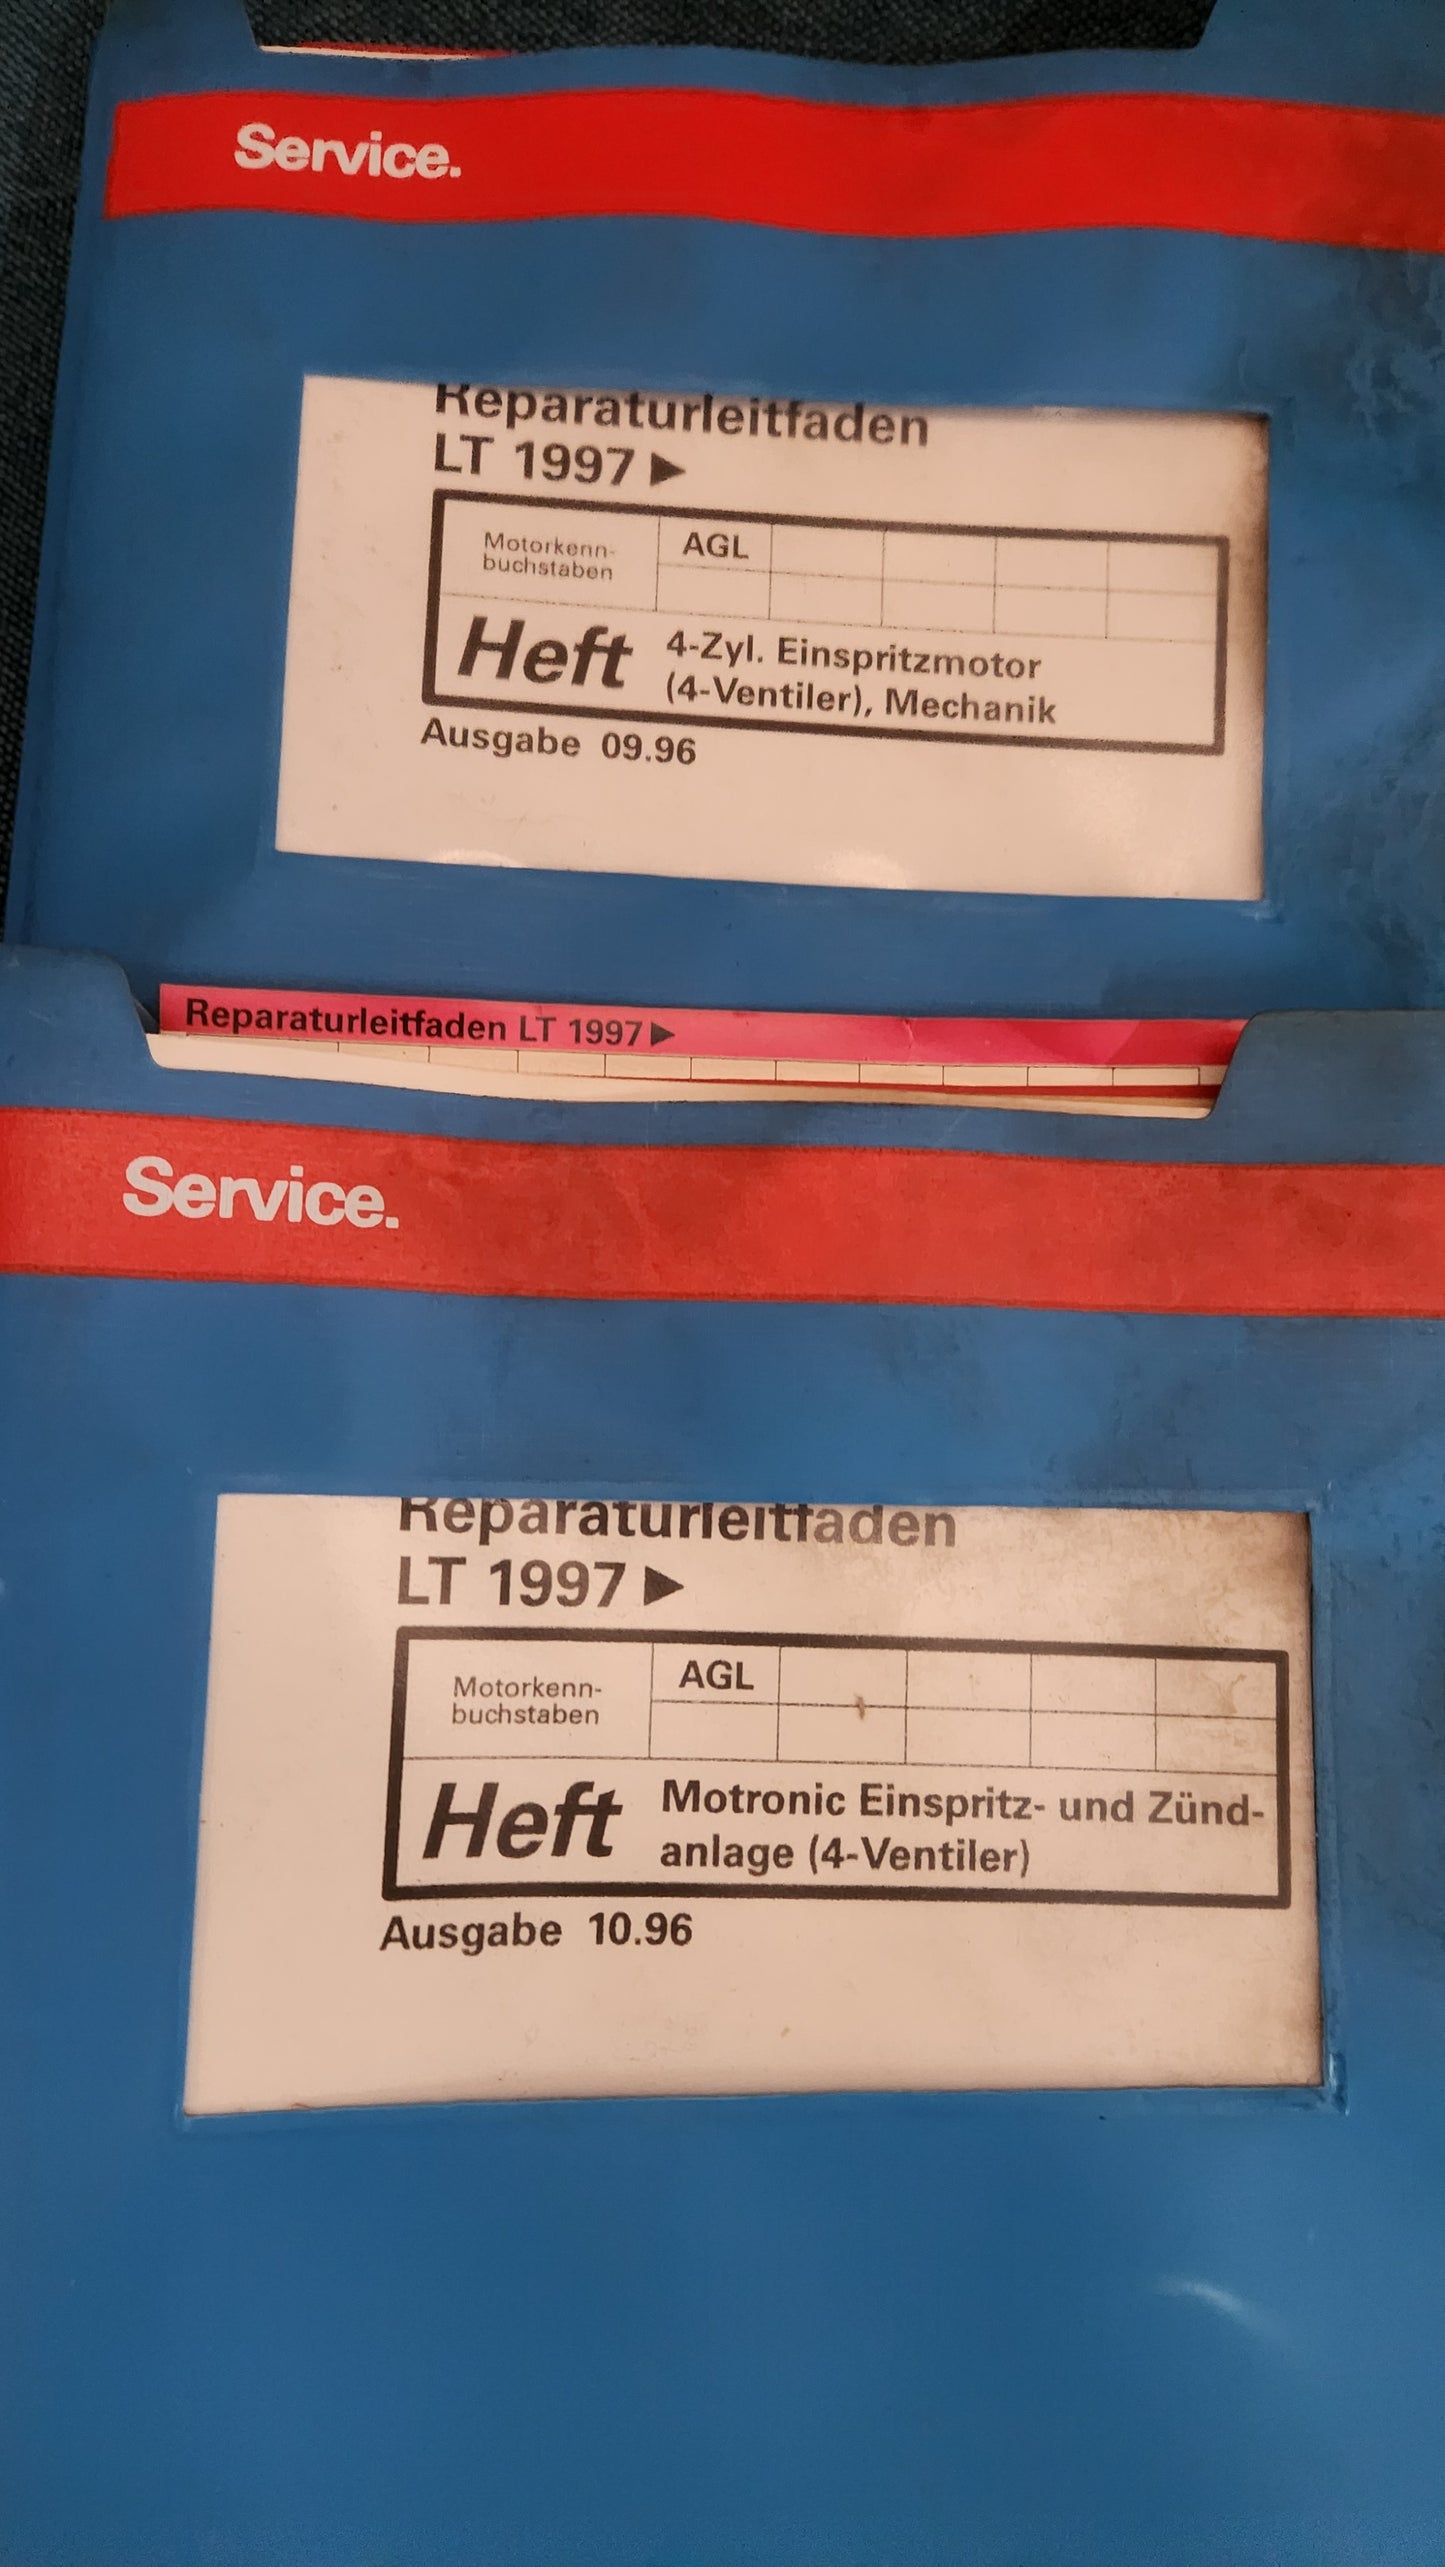 Service.
Reparaturleitfaden
LT 1997 ▶
Motorkenn-
buchstaben
AGL
Heft
4-Zyl. Einspritzmotor
(4-Ventiler), Mechanik
Ausgabe 09.96
Reparaturleitfaden LT 1997 ▶
Service.
Reparaturleitfaden
LT 1997 ▶
Motorkenn-
buchstaben
AGL
Heft
Motronic Einspritz- und Zünd-
anlage (4-Ventiler)
Ausgabe 10.96